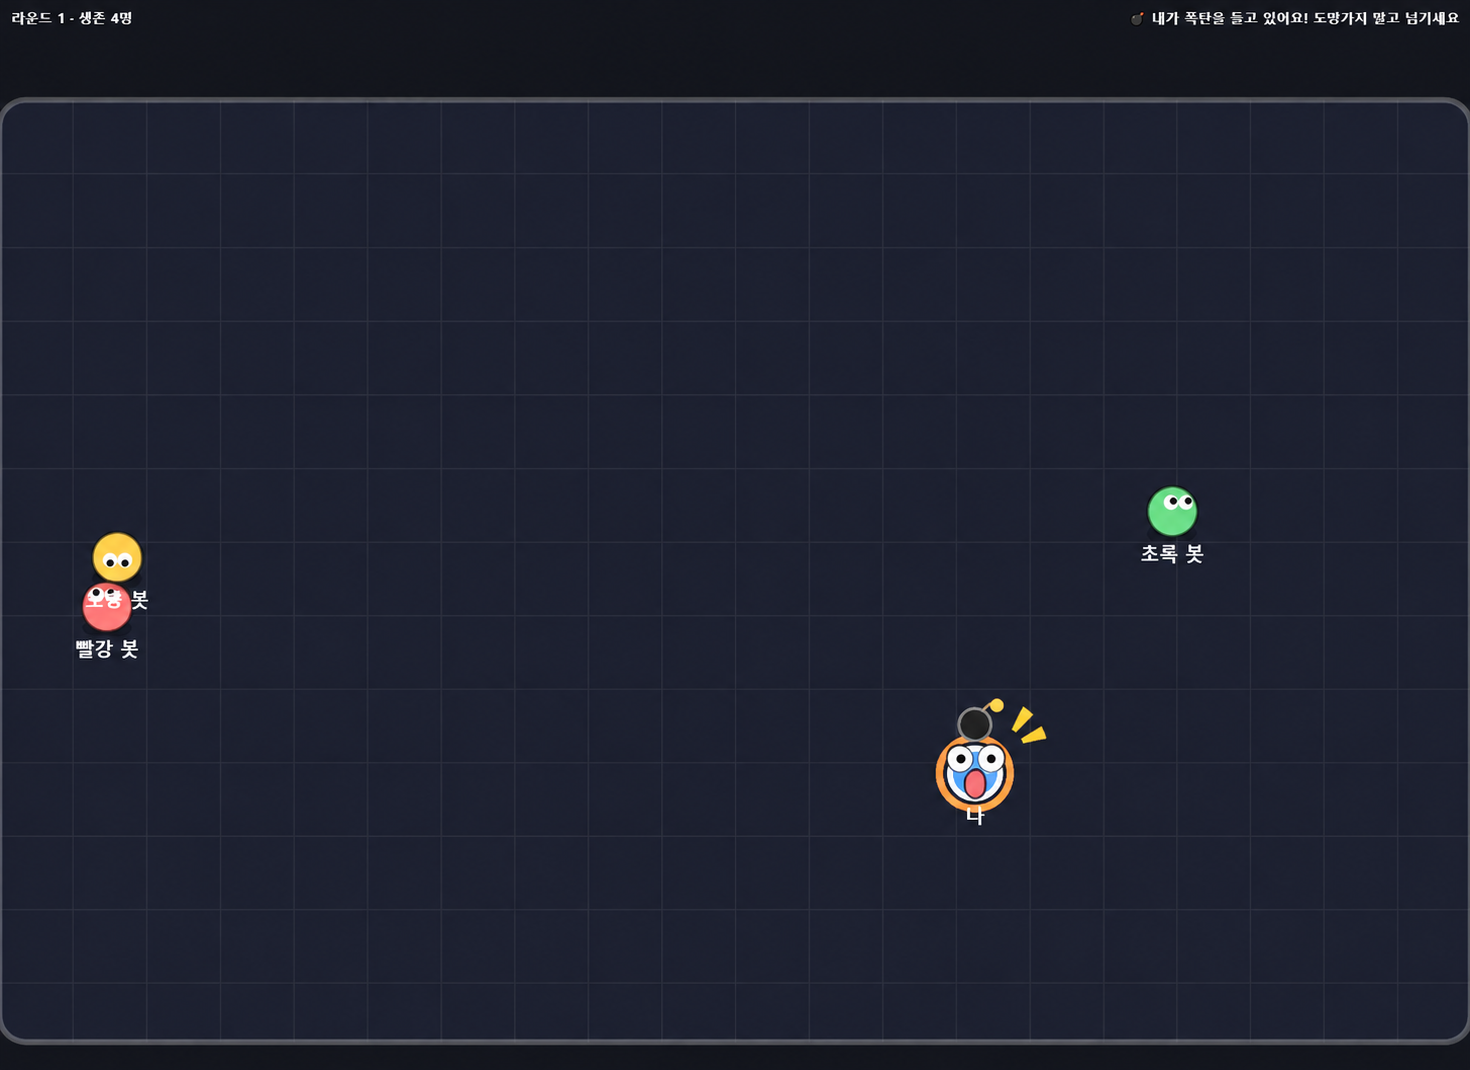 라운드 1 - 생존 4명
내가 폭탄을 들고 있어요! 도망가지 말고 넘기세요
초록 봇
봇
빨강 봇
나